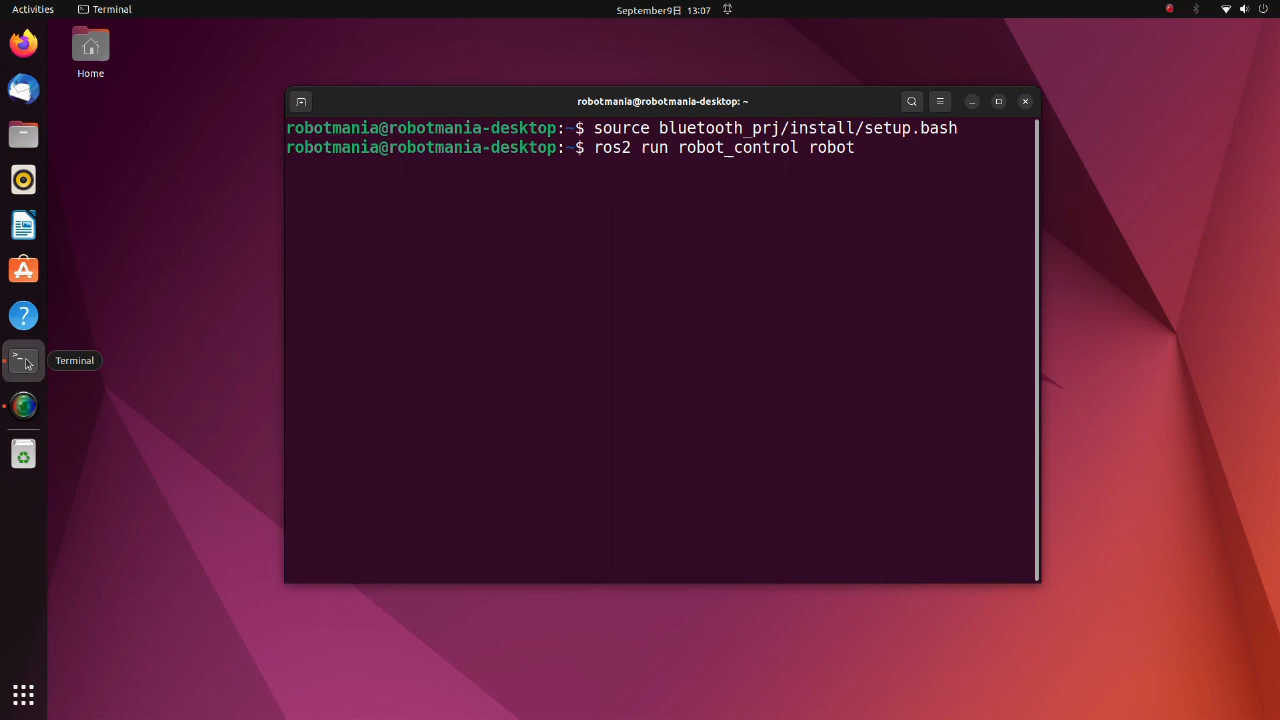 Activities
Terminal
September9日 13:07
Home
robotmania@robotmania-desktop: ~
robotmania@robotmania-desktop:~$ source bluetooth_prj/install/setup.bash
robotmania@robotmania-desktop:~$ ros2 run robot_control robot
Terminal